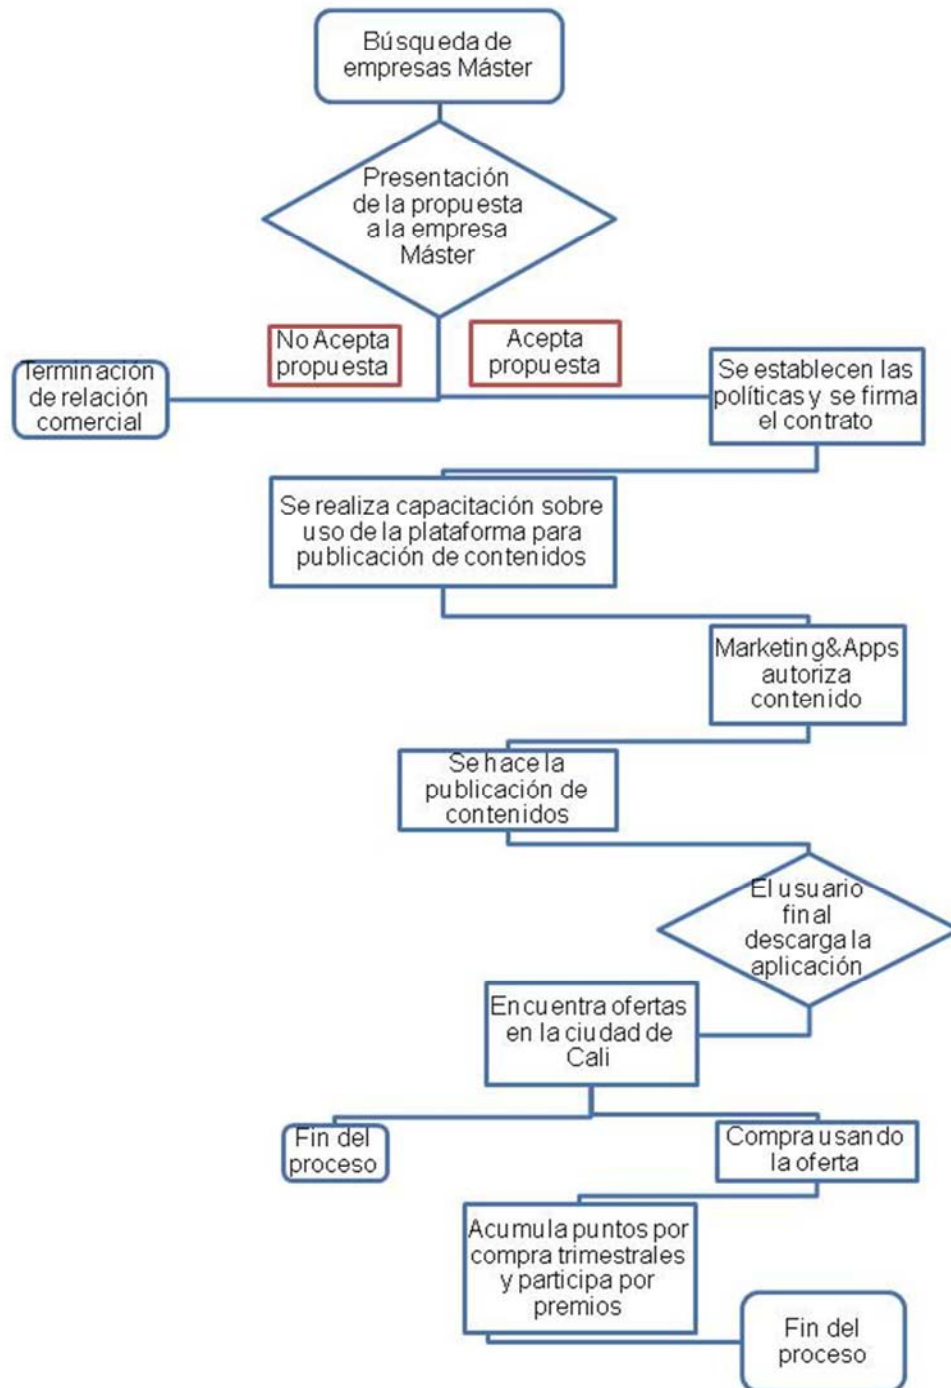 Búsqueda de
empresas Máster
Presentación
de la propuesta
a la empresa
Máster
No Acepta
propuesta
Acepta
propuesta
Terminación
de relación
comercial
Se establecen las
políticas y se firma
el contrato
Se realiza capacitación sobre
uso de la plataforma para
publicación de contenidos
Marketing&Apps
autoriza
contenido
Se hace la
publicación de
contenidos
El usuario
final
descarga la
aplicación
Encuentra ofertas
en la ciudad de
Cali
Fin del
proceso
Compra usando
la oferta
Acumula puntos por
compra trimestrales
y participa por
premios
Fin del
proceso